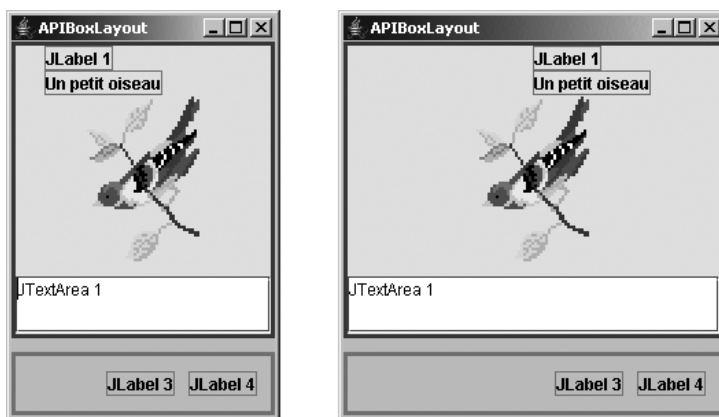 APIBoxLayout
JLabel 1
Un petit oiseau
JTextArea 1
JLabel 3 JLabel 4
APIBoxLayout
JLabel 1
Un petit oiseau
JTextArea 1
JLabel 3 JLabel 4